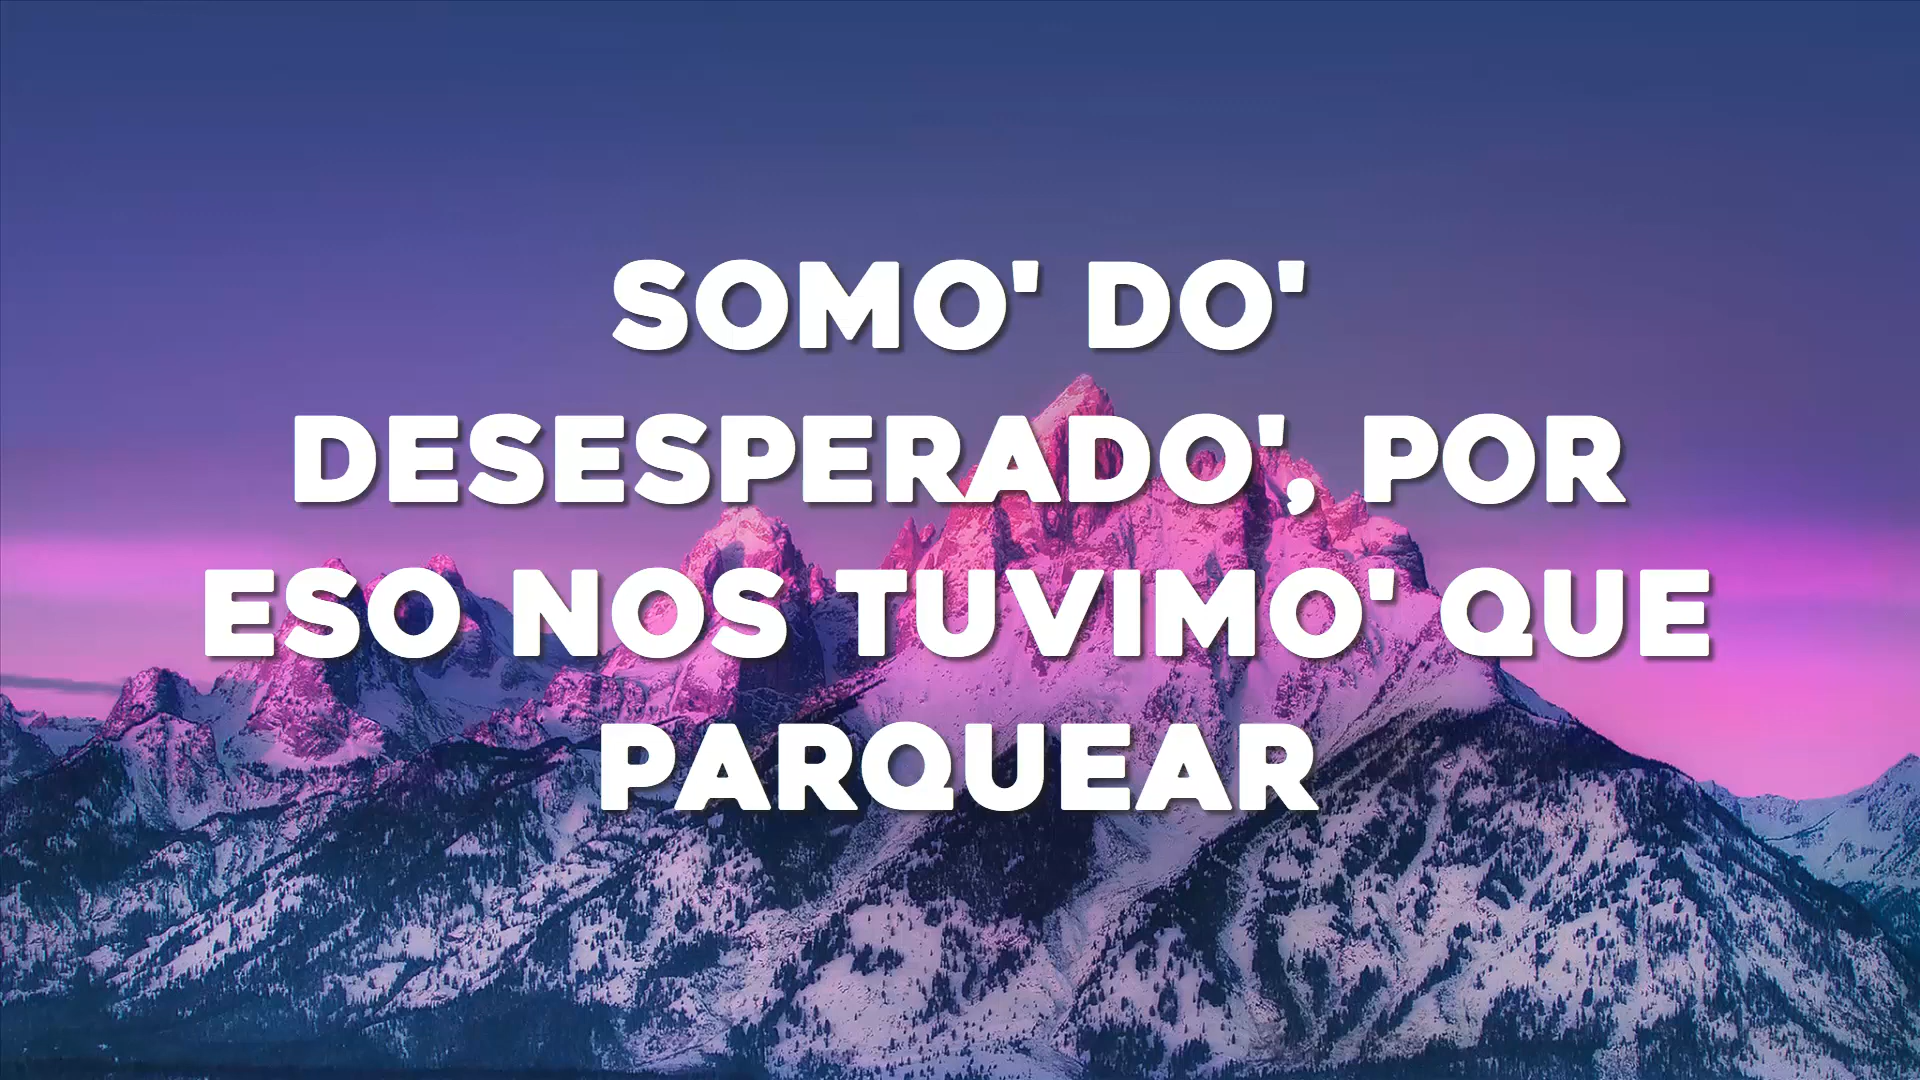 SOMO' DO'
DESESPERADO', POR
ESO NOS TUVIMO' QUE
PARQUEAR